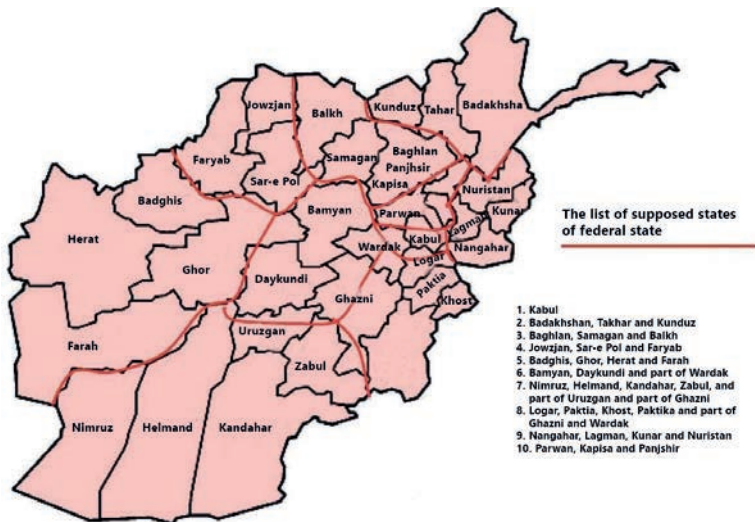 Jowzjan
Balkh
Kunduz
Tahar
Badakhsha
Faryab
Samagan
Baghlan
Panjhsir
Sar-e Pol
Kapisa
Nuristan
Badghis
Kunar
Bamyan
Parwan
Lagman
Herat
Kabul
Nangahar
Wardak
Logar
Ghor
Daykundi
Paktia
Ghazni
Khost
Uruzgan
Farah
Zabul
Nimruz
Helmand
Kandahar
The list of supposed states
of federal state
1. Kabul
2. Badakhshan, Takhar and Kunduz
3. Baghlan, Samagan and Balkh
4. Jowzjan, Sar-e Pol and Faryab
5. Badghis, Ghor, Herat and Farah
6. Bamyan, Daykundi and part of Wardak
7. Nimruz, Helmand, Kandahar, Zabul, and
part of Uruzgan and part of Ghazni
8. Logar, Paktia, Khost, Paktika and part of
Ghazni and Wardak
9. Nangahar, Lagman, Kunar and Nuristan
10. Parwan, Kapisa and Panjshir